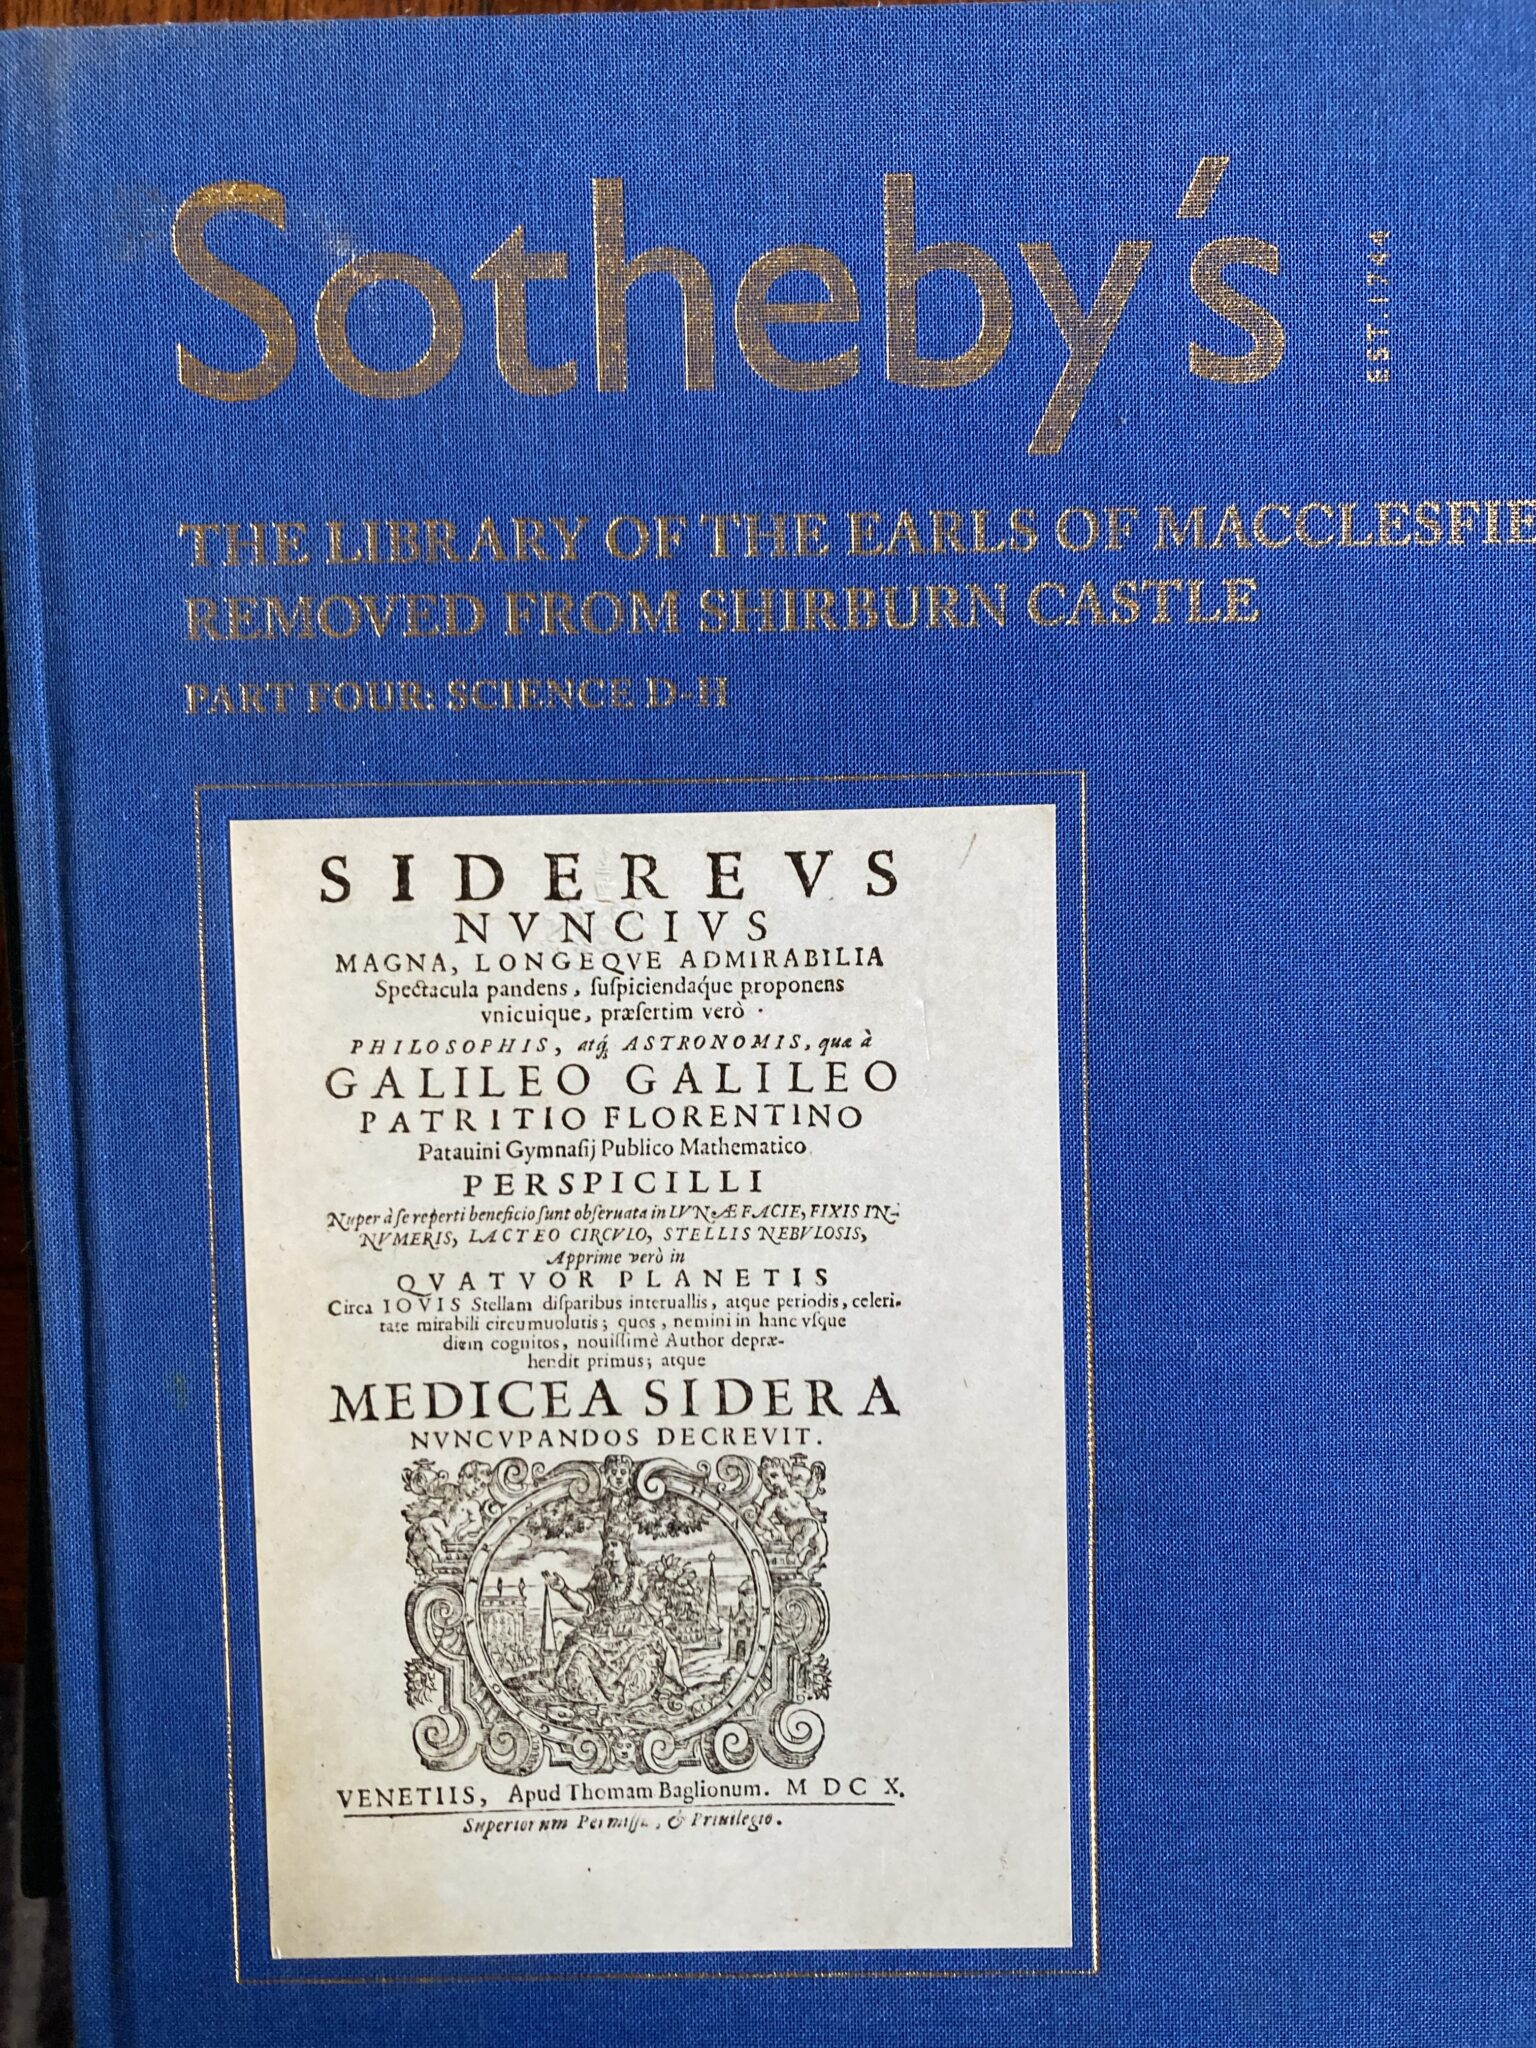 Sotheby's
EST. 1744
THE LIBRARY OF THE EARLS OF MACCLESFIE
REMOVED FROM SHIRBURN CASTLE
PART FOUR: SCIENCE D-H
SIDEREVS
NVNCIVS
MAGNA, LONGEQVE ADMIRABILIA
Spectacula pandens, ſuſpiciendaq́ue proponens
vnicuique, præſertim verò
PHILOSOPHIS, atq́ ASTRONOMIS, quæ à
GALILEO GALILEO
PATRITIO FLORENTINO
Patauini Gymnaſij Publico Mathematico
PERSPICILLI
Nuper à ſe reperti beneficio ſunt obſeruata in LVNÆ FACIE, FIXIS IN-
NVMERIS, LACTEO CIRCVLO, STELLIS NEBVLOSIS,
Apprime verò in
QVATVOR PLANETIS
Circa IOVIS Stellam diſparibus interuallis, atque periodis, celeri-
tate mirabili circumuolutis; quos, nemini in hanc vſque
diem cognitos, nouiſſimè Author depræ-
hendit primus; atque
MEDICEA SIDERA
NVNCVPANDOS DECREVIT.
VENETIIS, Apud Thomam Baglionum. M DC X.
Superiorum Permiſſu, & Priuilegio.